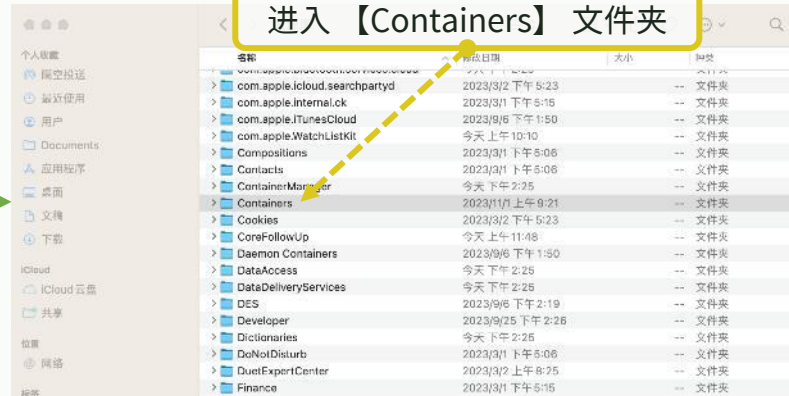 进入 【Containers】 文件夹
个人收藏
隔空投送
最近使用
用户
Documents
应用程序
桌面
文稿
下载
iCloud
iCloud 云盘
共享
位置
网络
标签
名称 修改日期 大小 种类
com.apple.bluetooth.services.cloud
com.apple.icloud.searchpartyd 2023/3/2 下午 5:23 -- 文件夹
com.apple.internal.ck 2023/3/1 下午 5:15 -- 文件夹
com.apple.iTunesCloud 2023/9/6 下午 1:50 -- 文件夹
com.apple.WatchListKit 今天 上午 10:10 -- 文件夹
Compositions 2023/3/1 下午 5:06 -- 文件夹
Contacts 2023/3/1 下午 5:06 -- 文件夹
ContainerManager 今天 下午 2:25 -- 文件夹
Containers 2023/11/1 上午 9:21 -- 文件夹
Cookies 2023/3/2 下午 5:23 -- 文件夹
CoreFollowUp 今天 上午 11:48 -- 文件夹
Daemon Containers 2023/9/6 下午 1:50 -- 文件夹
DataAccess 今天 下午 2:25 -- 文件夹
DataDeliveryServices 今天 下午 2:25 -- 文件夹
DES 2023/9/6 下午 2:19 -- 文件夹
Developer 2023/9/25 下午 2:26 -- 文件夹
Dictionaries 今天 下午 2:25 -- 文件夹
DoNotDisturb 2023/3/1 下午 5:06 -- 文件夹
DuetExpertCenter 2023/3/2 上午 8:25 -- 文件夹
Finance 2023/3/1 下午 5:15 -- 文件夹